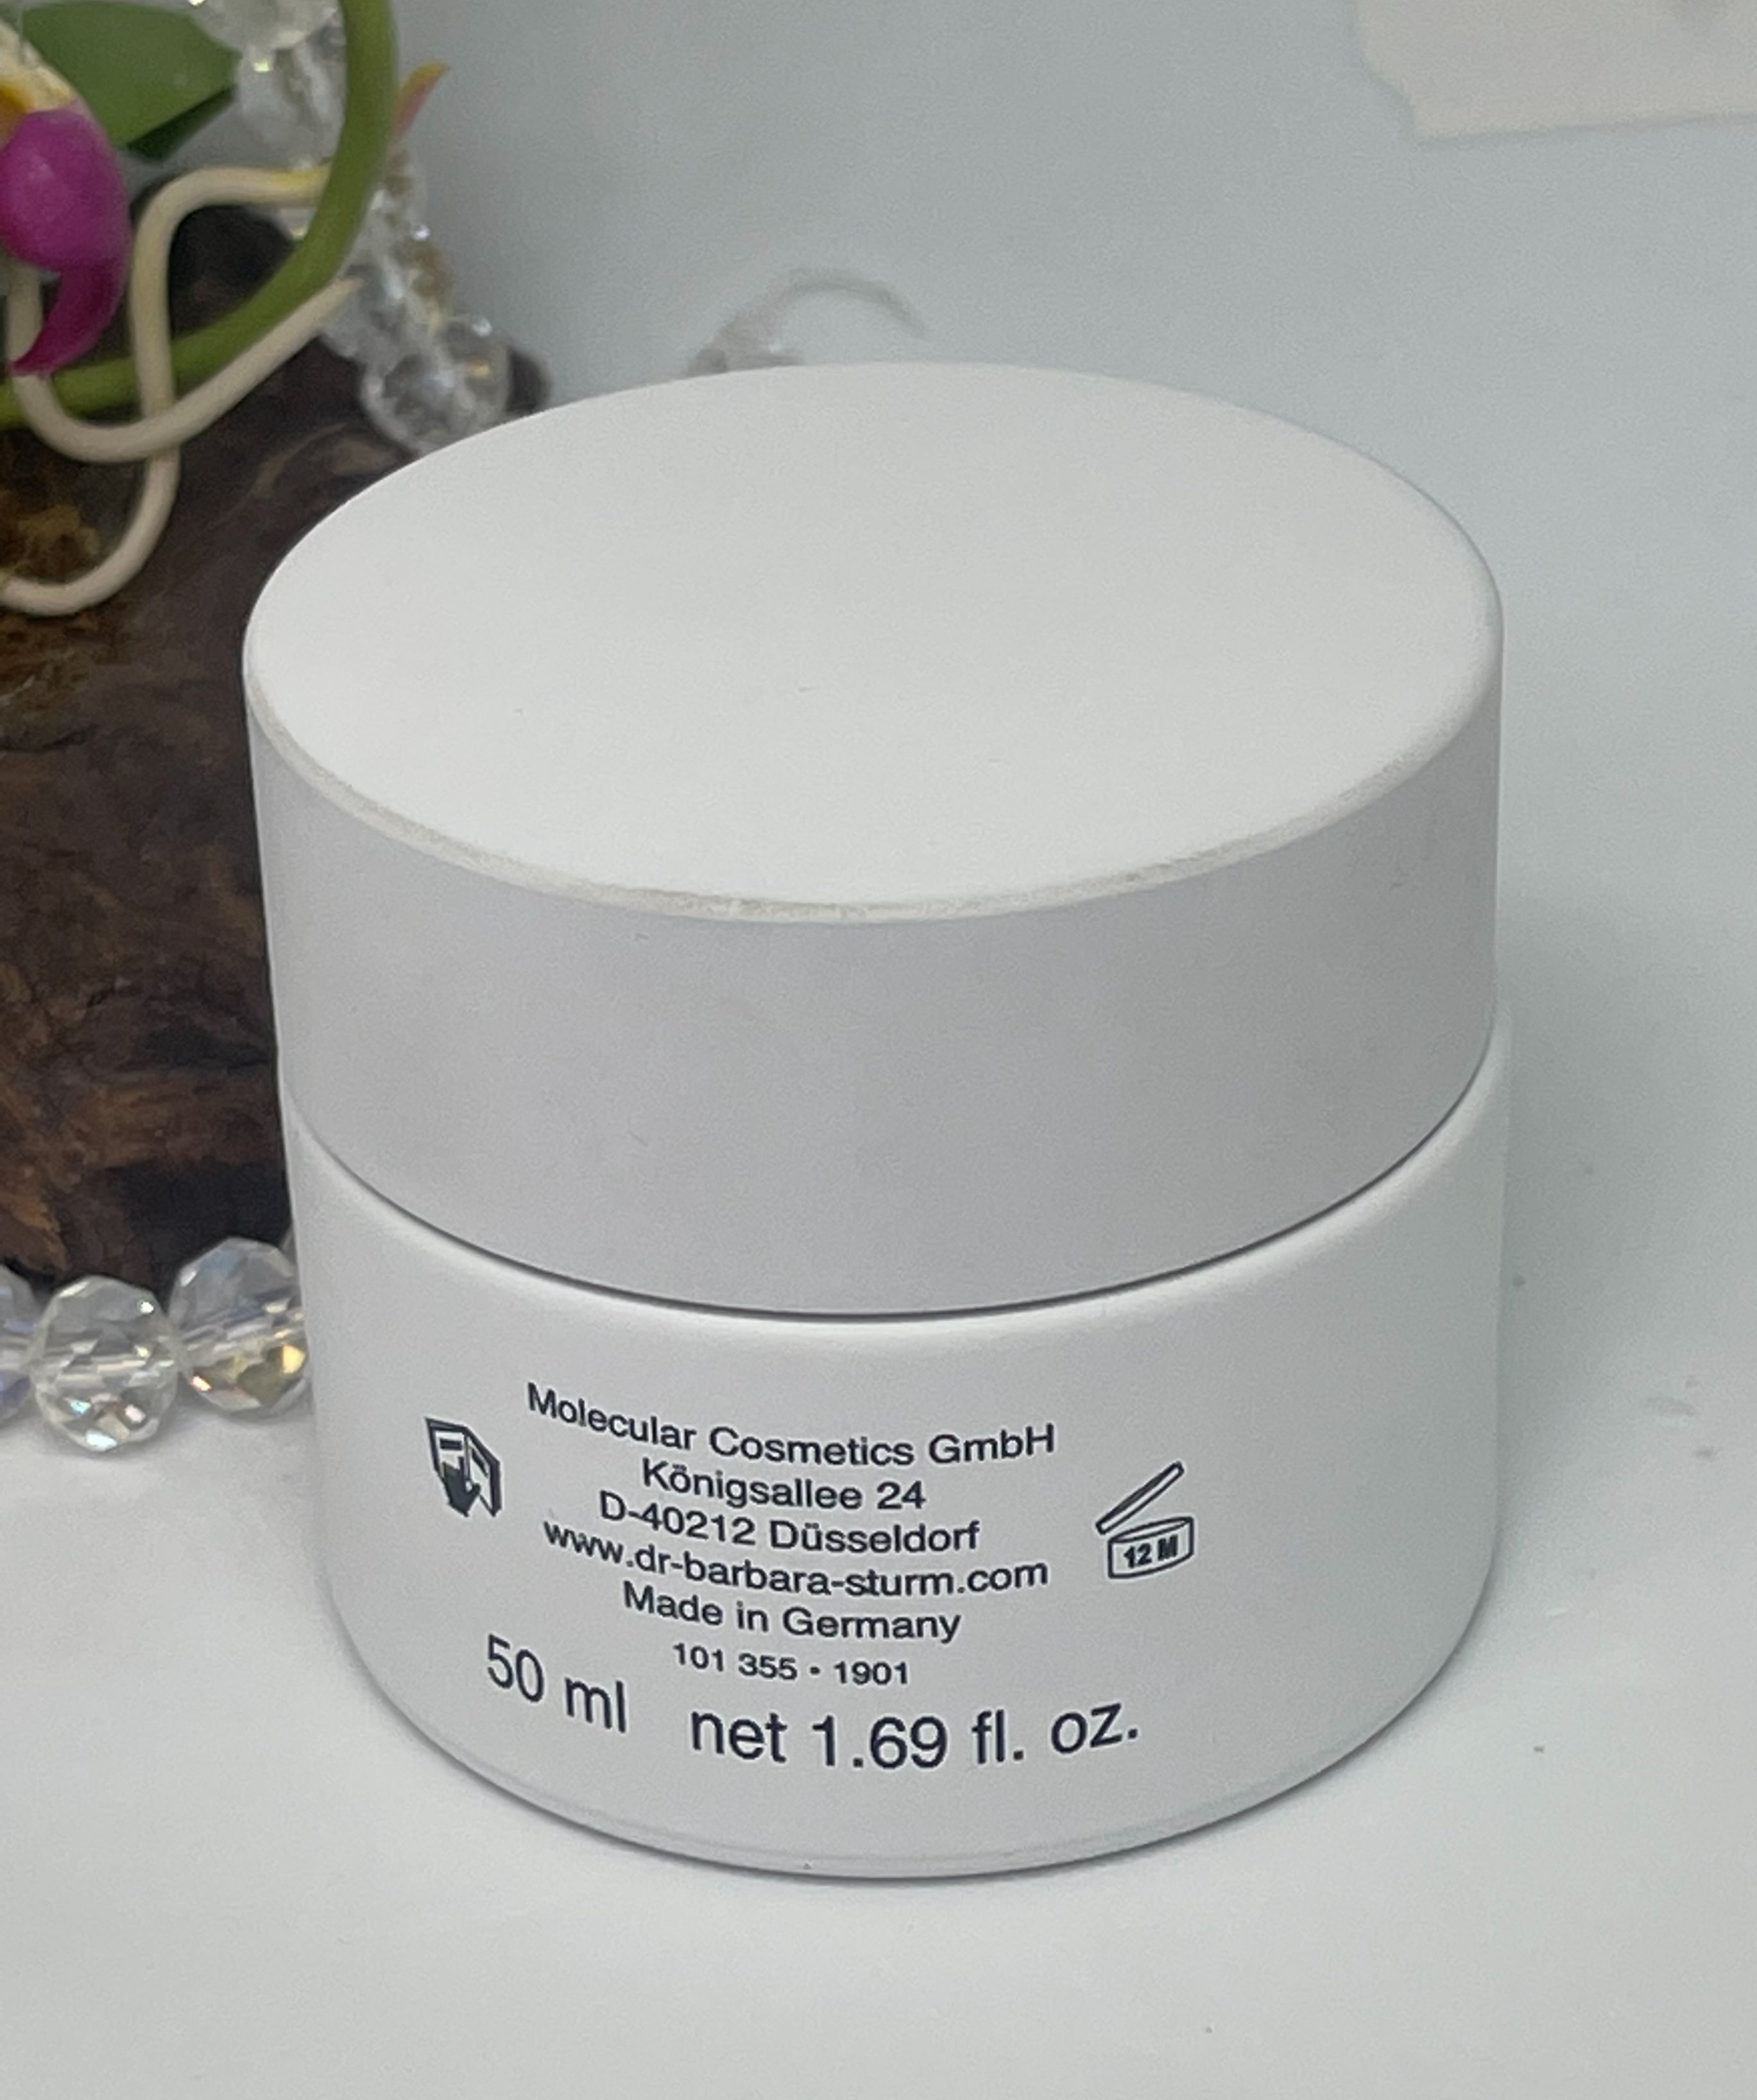 Molecular Cosmetics GmbH
Königsallee 24
D-40212 Düsseldorf
www.dr-barbara-sturm.com
Made in Germany
101 355 • 1901
12 M
50 ml net 1.69 fl. oz.